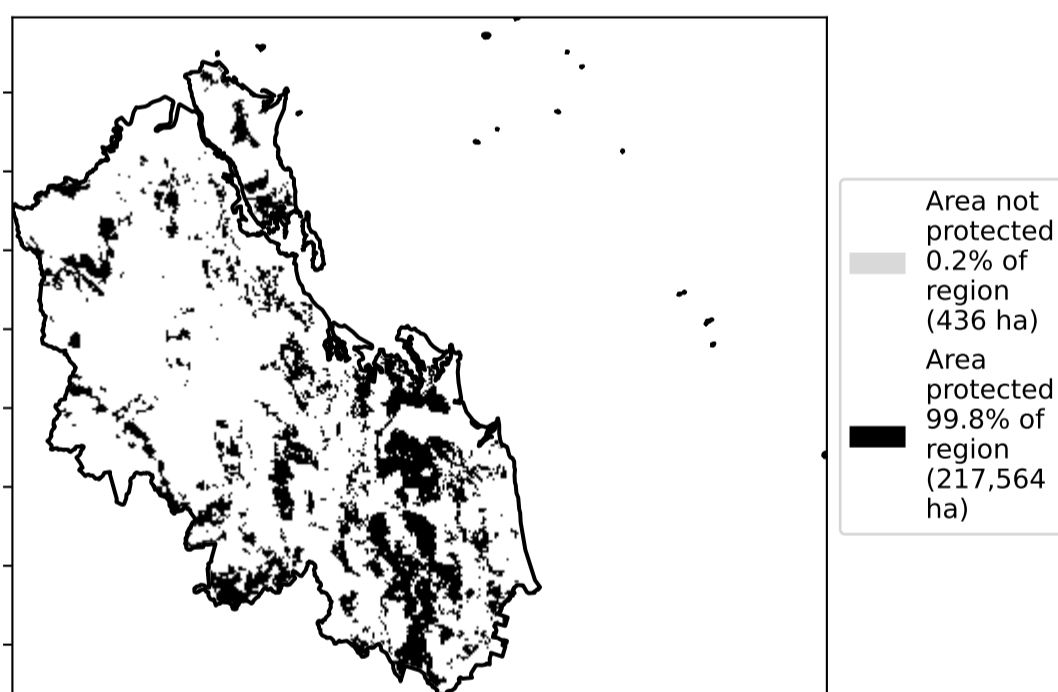 Area not
protected
0.2% of
region
(436 ha)
Area
protected
99.8% of
region
(217,564
ha)